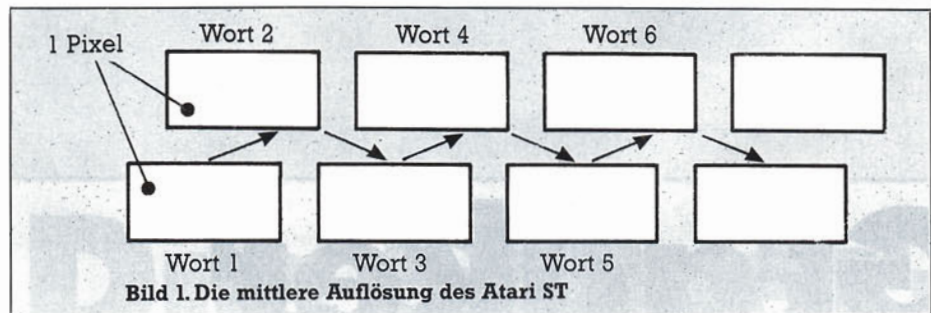 1 Pixel
Wort 2 Wort 4 Wort 6
Wort 1 Wort 3 Wort 5
Bild 1. Die mittlere Auflösung des Atari ST